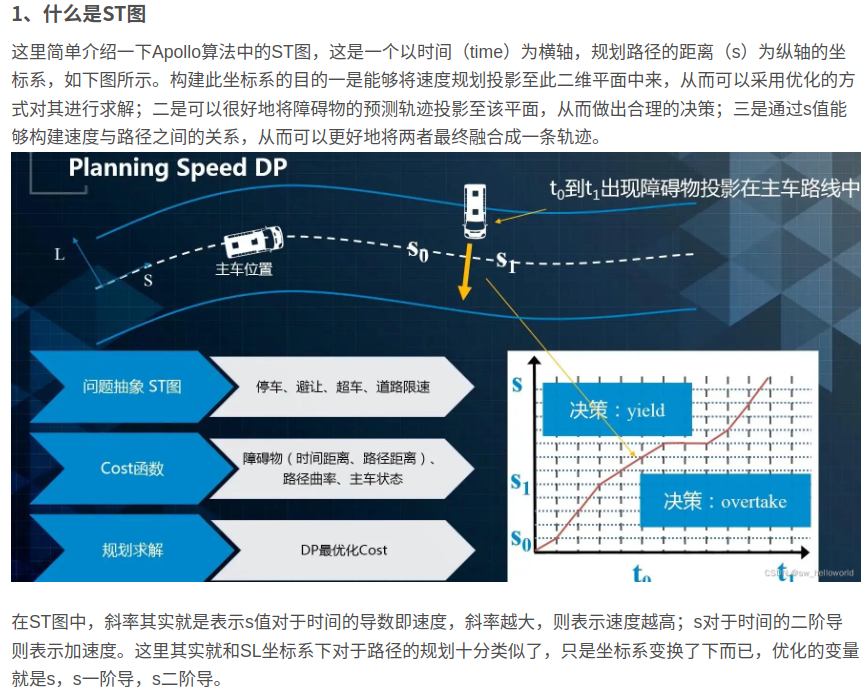 1、什么是ST图
这里简单介绍一下Apollo算法中的ST图，这是一个以时间（time）为横轴，规划路径的距离（s）为纵轴的坐
标系，如下图所示。构建此坐标系的目的一是能够将速度规划投影至此二维平面中来，从而可以采用优化的方
式对其进行求解；二是可以很好地将障碍物的预测轨迹投影至该平面，从而做出合理的决策；三是通过s值能
够构建速度与路径之间的关系，从而可以更好地将两者最终融合成一条轨迹。
Planning Speed DP
t0到t1出现障碍物投影在主车路线中
L
S
主车位置
s0
s1
问题抽象 ST图
停车、避让、超车、道路限速
Cost函数
障碍物（时间距离、路径距离）、
路径曲率、主车状态
规划求解
DP最优化Cost
s
决策：yield
s1
决策：overtake
s0
t0
t1
CSDN @sw_helloworld
在ST图中，斜率其实就是表示s值对于时间的导数即速度，斜率越大，则表示速度越高；s对于时间的二阶导
则表示加速度。这里其实就和SL坐标系下对于路径的规划十分类似了，只是坐标系变换了下而已，优化的变量
就是s，s一阶导，s二阶导。